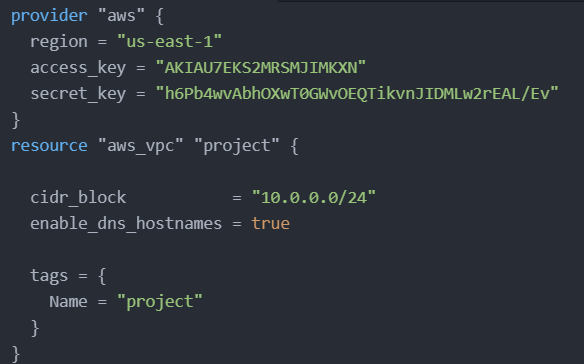 provider "aws" {
  region = "us-east-1"
  access_key = "AKIAU7EKS2MRSMJIMKXN"
  secret_key = "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"
}
resource "aws_vpc" "project" {
  cidr_block           = "10.0.0.0/24"
  enable_dns_hostnames = true
  tags = {
    Name = "project"
  }
}